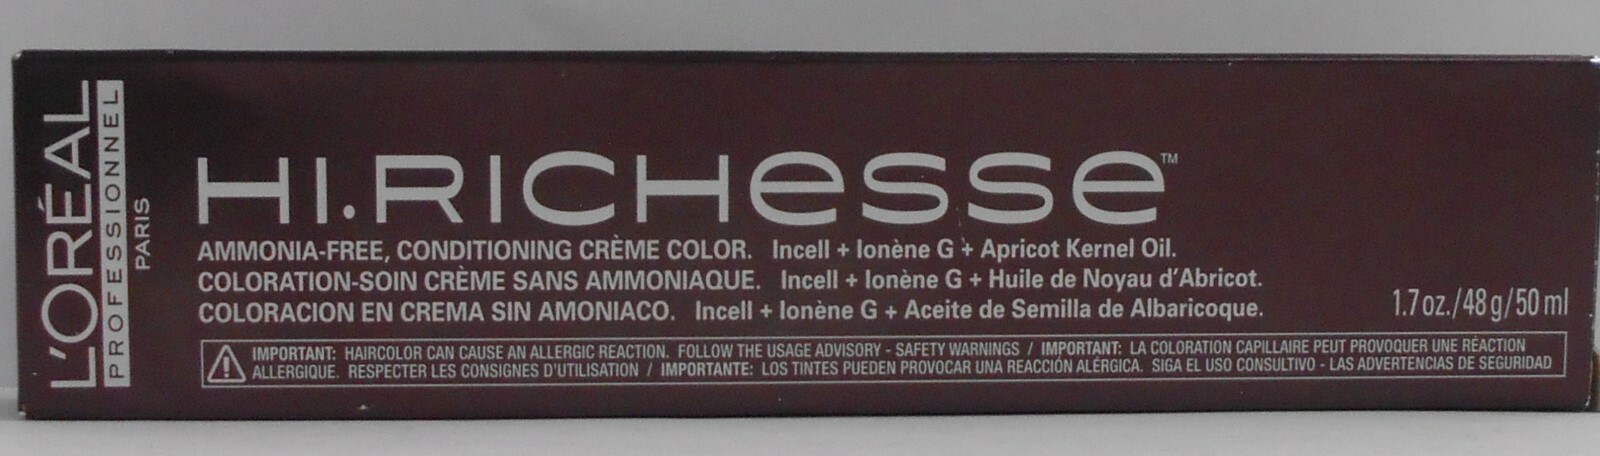 L'ORÉAL
PROFESSIONNEL
PARIS
HI.RICHesse™
AMMONIA-FREE, CONDITIONING CRÈME COLOR. Incell + Ionène G + Apricot Kernel Oil.
COLORATION-SOIN CRÈME SANS AMMONIAQUE. Incell + Ionène G + Huile de Noyau d'Abricot.
COLORACION EN CREMA SIN AMONIACO. Incell + Ionène G + Aceite de Semilla de Albaricoque.
1.7 oz./48 g/50 ml
IMPORTANT: HAIRCOLOR CAN CAUSE AN ALLERGIC REACTION. FOLLOW THE USAGE ADVISORY - SAFETY WARNINGS / IMPORTANT: LA COLORATION CAPILLAIRE PEUT PROVOQUER UNE RÉACTION
ALLERGIQUE. RESPECTER LES CONSIGNES D'UTILISATION / IMPORTANTE: LOS TINTES PUEDEN PROVOCAR UNA REACCIÓN ALÉRGICA. SIGA EL USO CONSULTIVO - LAS ADVERTENCIAS DE SEGURIDAD